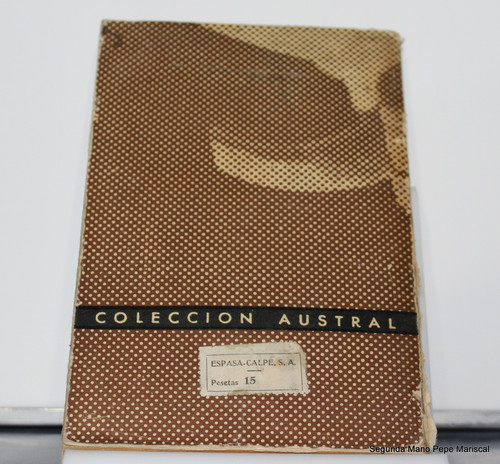 COLECCION AUSTRAL
ESPASA-CALPE, S. A.
Pesetas 15
Segunda Mano Pepe Mariscal